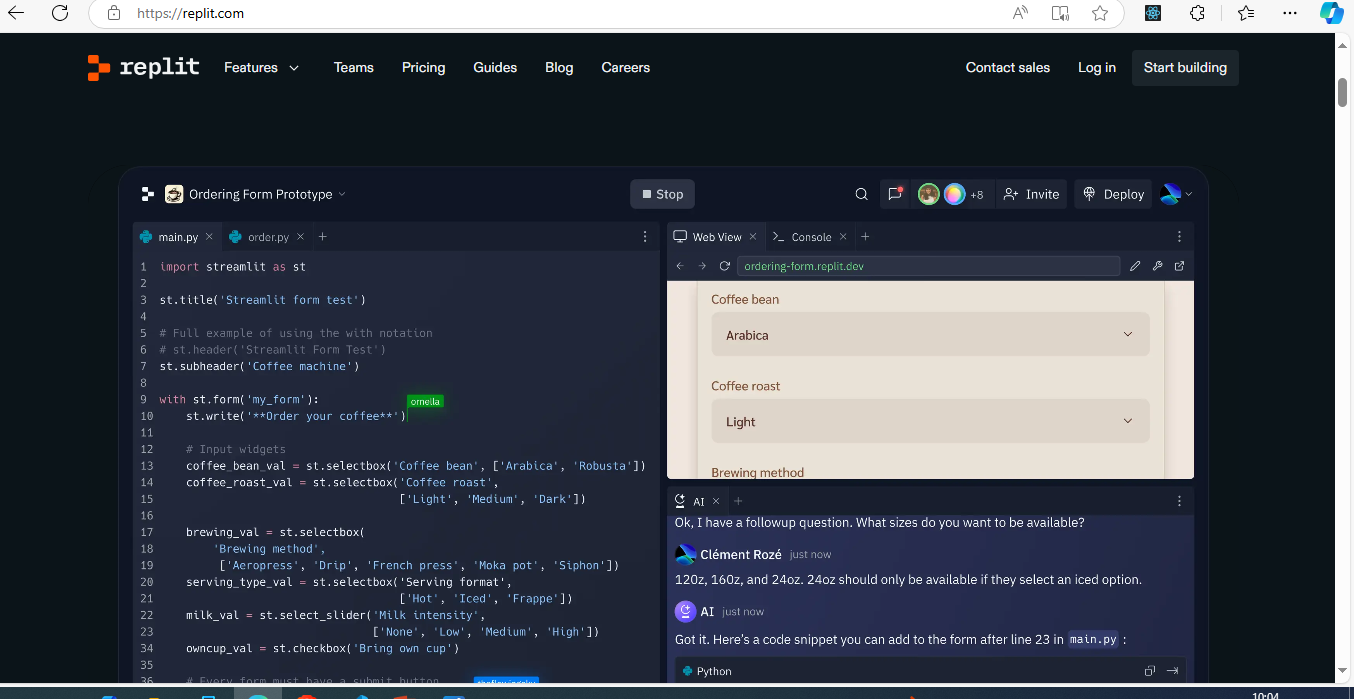 https://replit.com
replit Features Teams Pricing Guides Blog Careers Contact sales Log in Start building
Ordering Form Prototype Stop +8 Invite Deploy
main.py order.py
1 import streamlit as st
2
3 st.title('Streamlit form test')
4
5 # Full example of using the with notation
6 # st.header('Streamlit Form Test')
7 st.subheader('Coffee machine')
8
9 with st.form('my_form'):
ornella
10 st.write('**Order your coffee**')
11
12 # Input widgets
13 coffee_bean_val = st.selectbox('Coffee bean', ['Arabica', 'Robusta'])
14 coffee_roast_val = st.selectbox('Coffee roast',
15 ['Light', 'Medium', 'Dark'])
16
17 brewing_val = st.selectbox(
18 'Brewing method',
19 ['Aeropress', 'Drip', 'French press', 'Moka pot', 'Siphon'])
20 serving_type_val = st.selectbox('Serving format',
21 ['Hot', 'Iced', 'Frappe'])
22 milk_val = st.select_slider('Milk intensity',
23 ['None', 'Low', 'Medium', 'High'])
34 owncup_val = st.checkbox('Bring own cup')
35
36 # Every form must have a submit button
Web View Console
ordering-form.replit.dev
Coffee bean
Arabica
Coffee roast
Light
Brewing method
AI
Ok, I have a followup question. What sizes do you want to be available?
Clément Rozé just now
12oz, 16oz, and 24oz. 24oz should only be available if they select an iced option.
AI just now
Got it. Here's a code snippet you can add to the form after line 23 in main.py :
Python
10:04